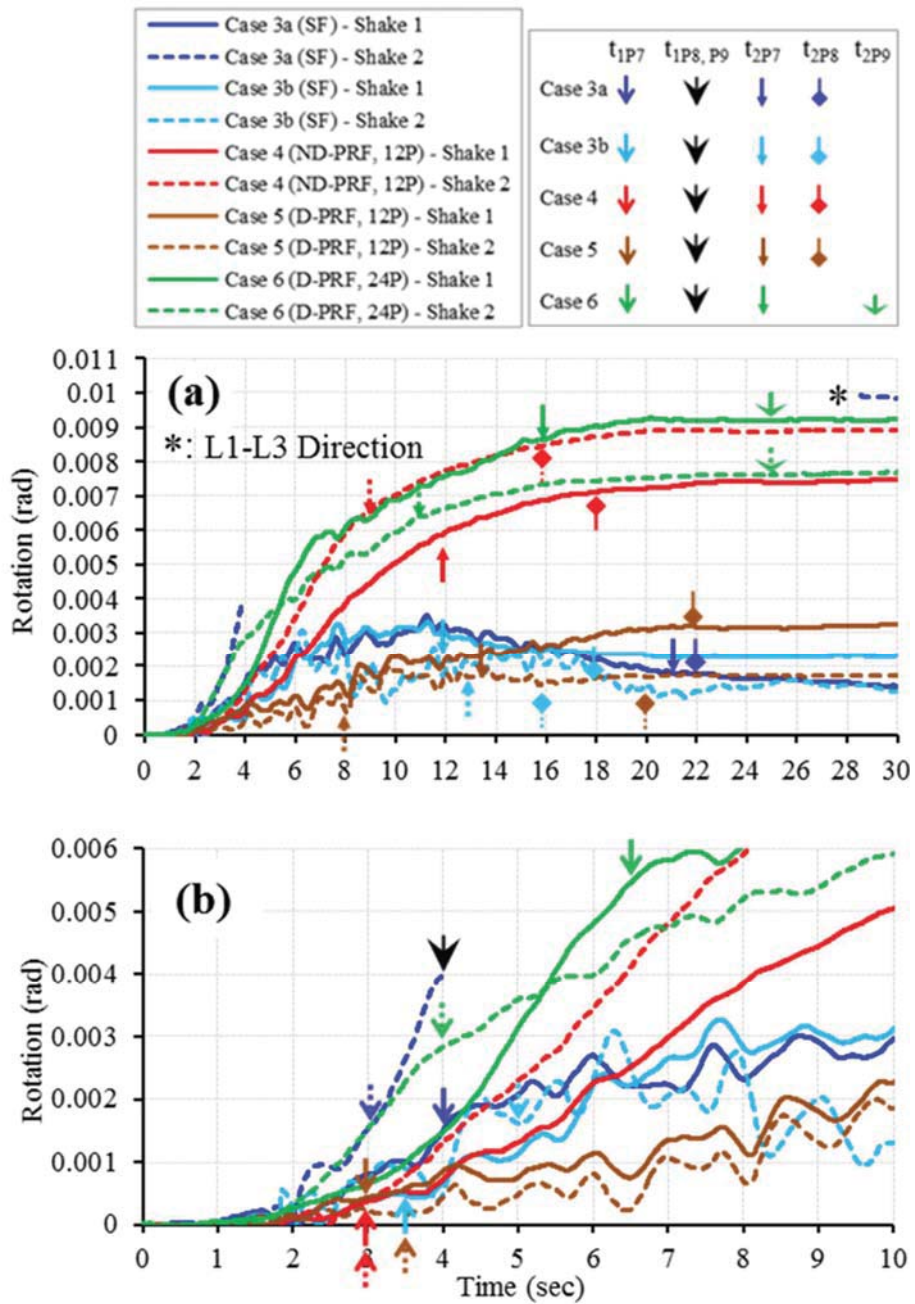 Case 3a (SF) - Shake 1
Case 3a (SF) - Shake 2
Case 3b (SF) - Shake 1
Case 3b (SF) - Shake 2
Case 4 (ND-PRF, 12P) - Shake 1
Case 4 (ND-PRF, 12P) - Shake 2
Case 5 (D-PRF, 12P) - Shake 1
Case 5 (D-PRF, 12P) - Shake 2
Case 6 (D-PRF, 24P) - Shake 1
Case 6 (D-PRF, 24P) - Shake 2
t1P7 t1P8, P9 t2P7 t2P8 t2P9
Case 3a
Case 3b
Case 4
Case 5
Case 6
0.011
0.01
0.009
0.008
0.007
0.006
0.005
0.004
0.003
0.002
0.001
0
Rotation (rad)
(a)
*
*: L1-L3 Direction
0 2 4 6 8 10 12 14 16 18 20 22 24 26 28 30
0.006
0.005
0.004
0.003
0.002
0.001
0
Rotation (rad)
(b)
0 1 2 3 4 5 6 7 8 9 10
Time (sec)